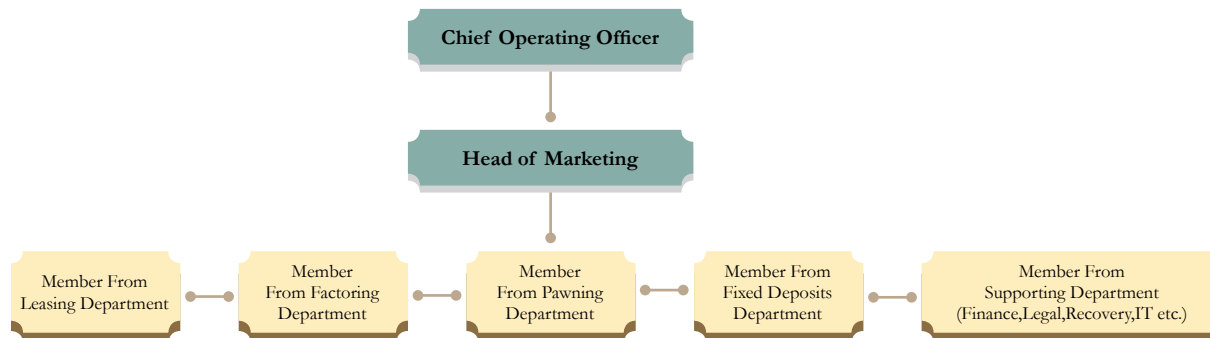 Chief Operating Officer
Head of Marketing
Member From
Leasing Department
Member
From Factoring
Department
Member
From Pawning
Department
Member From
Fixed Deposits
Department
Member From
Supporting Department
(Finance,Legal,Recovery,IT etc.)